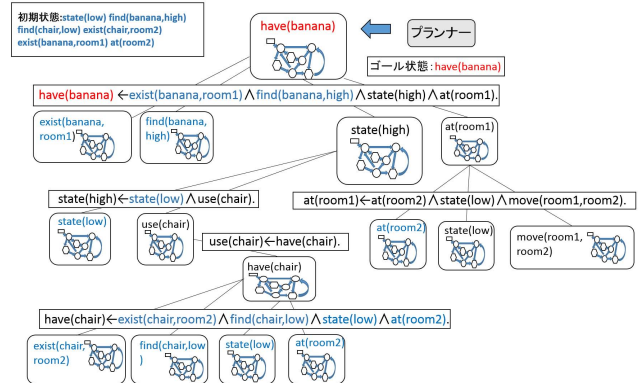 初期状態:state(low) find(banana,high)
find(chair,low) exist(chair,room2)
exist(banana,room1) at(room2)
have(banana)
プランナー
ゴール状態：have(banana)
have(banana) ←exist(banana,room1)∧find(banana,high)∧state(high)∧at(room1).
exist(banana,
room1)
find(banana,
high)
state(high)
at(room1)
state(high)←state(low)∧use(chair).
at(room1)←at(room2)∧state(low)∧move(room1,room2).
state(low)
use(chair)
at(room2)
state(low)
move(room1,
room2)
use(chair)←have(chair).
have(chair)
have(chair)←exist(chair,room2)∧find(chair,low)∧state(low)∧at(room2).
exist(chair,
room2)
find(chair,low
)
state(low)
at(room2)